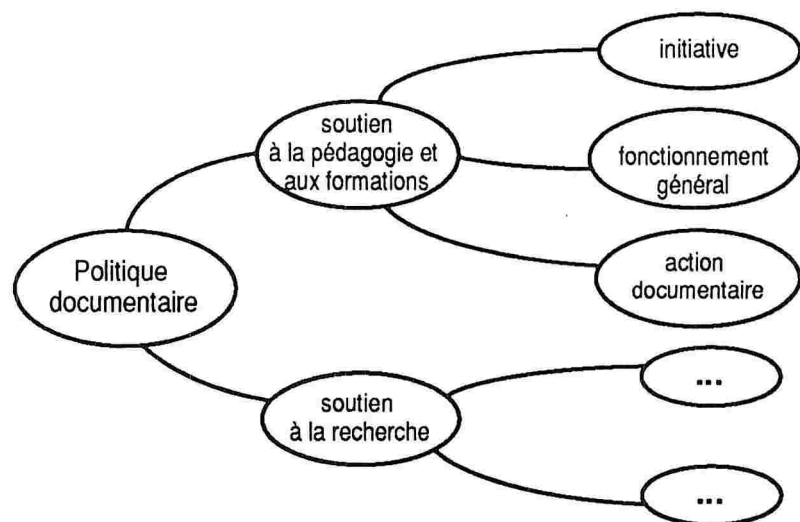 initiative
soutien
à la pédagogie et
aux formations
fonctionnement
général
Politique
documentaire
action
documentaire
soutien
à la recherche
...
...